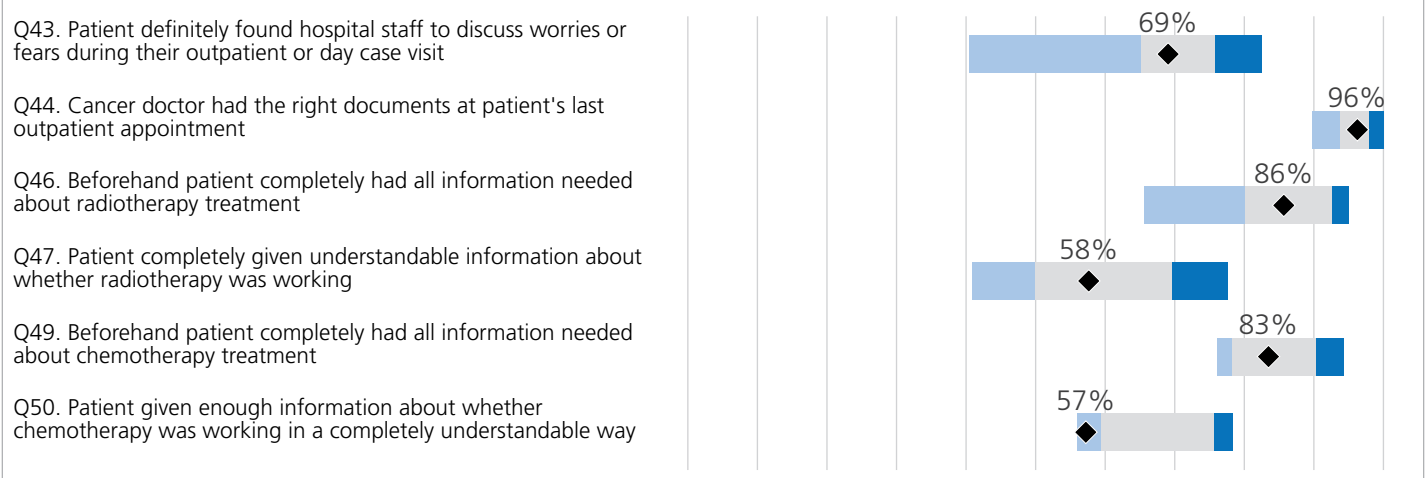 Q43. Patient definitely found hospital staff to discuss worries or
fears during their outpatient or day case visit
69%
Q44. Cancer doctor had the right documents at patient's last
outpatient appointment
96%
Q46. Beforehand patient completely had all information needed
about radiotherapy treatment
86%
Q47. Patient completely given understandable information about
whether radiotherapy was working
58%
Q49. Beforehand patient completely had all information needed
about chemotherapy treatment
83%
Q50. Patient given enough information about whether
chemotherapy was working in a completely understandable way
57%